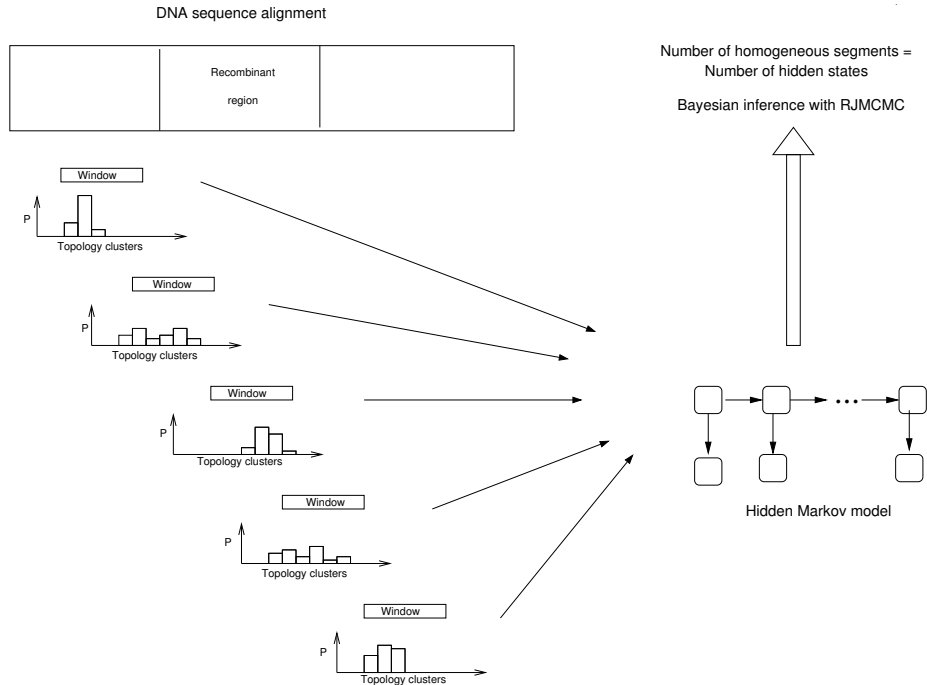 DNA sequence alignment
Recombinant
region
Number of homogeneous segments =
Number of hidden states
Bayesian inference with RJMCMC
Window
P
Topology clusters
Window
P
Topology clusters
Window
P
Topology clusters
Window
P
Topology clusters
Window
P
Topology clusters
Hidden Markov model